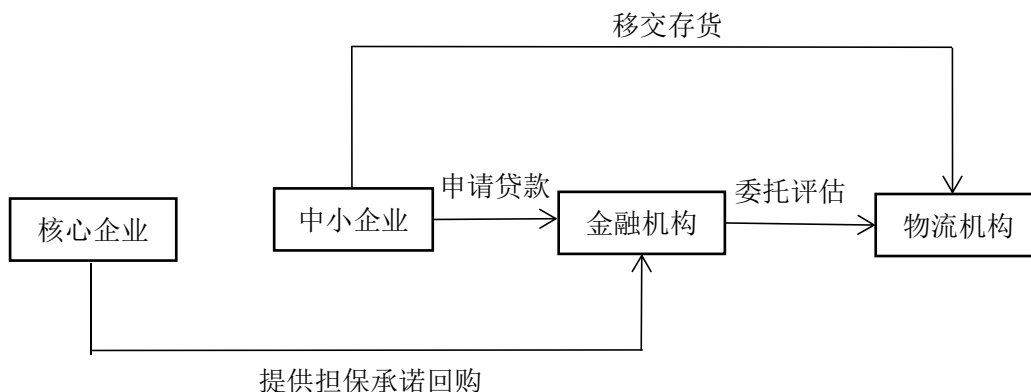 移交存货
申请贷款
委托评估
核心企业
中小企业
金融机构
物流机构
提供担保承诺回购